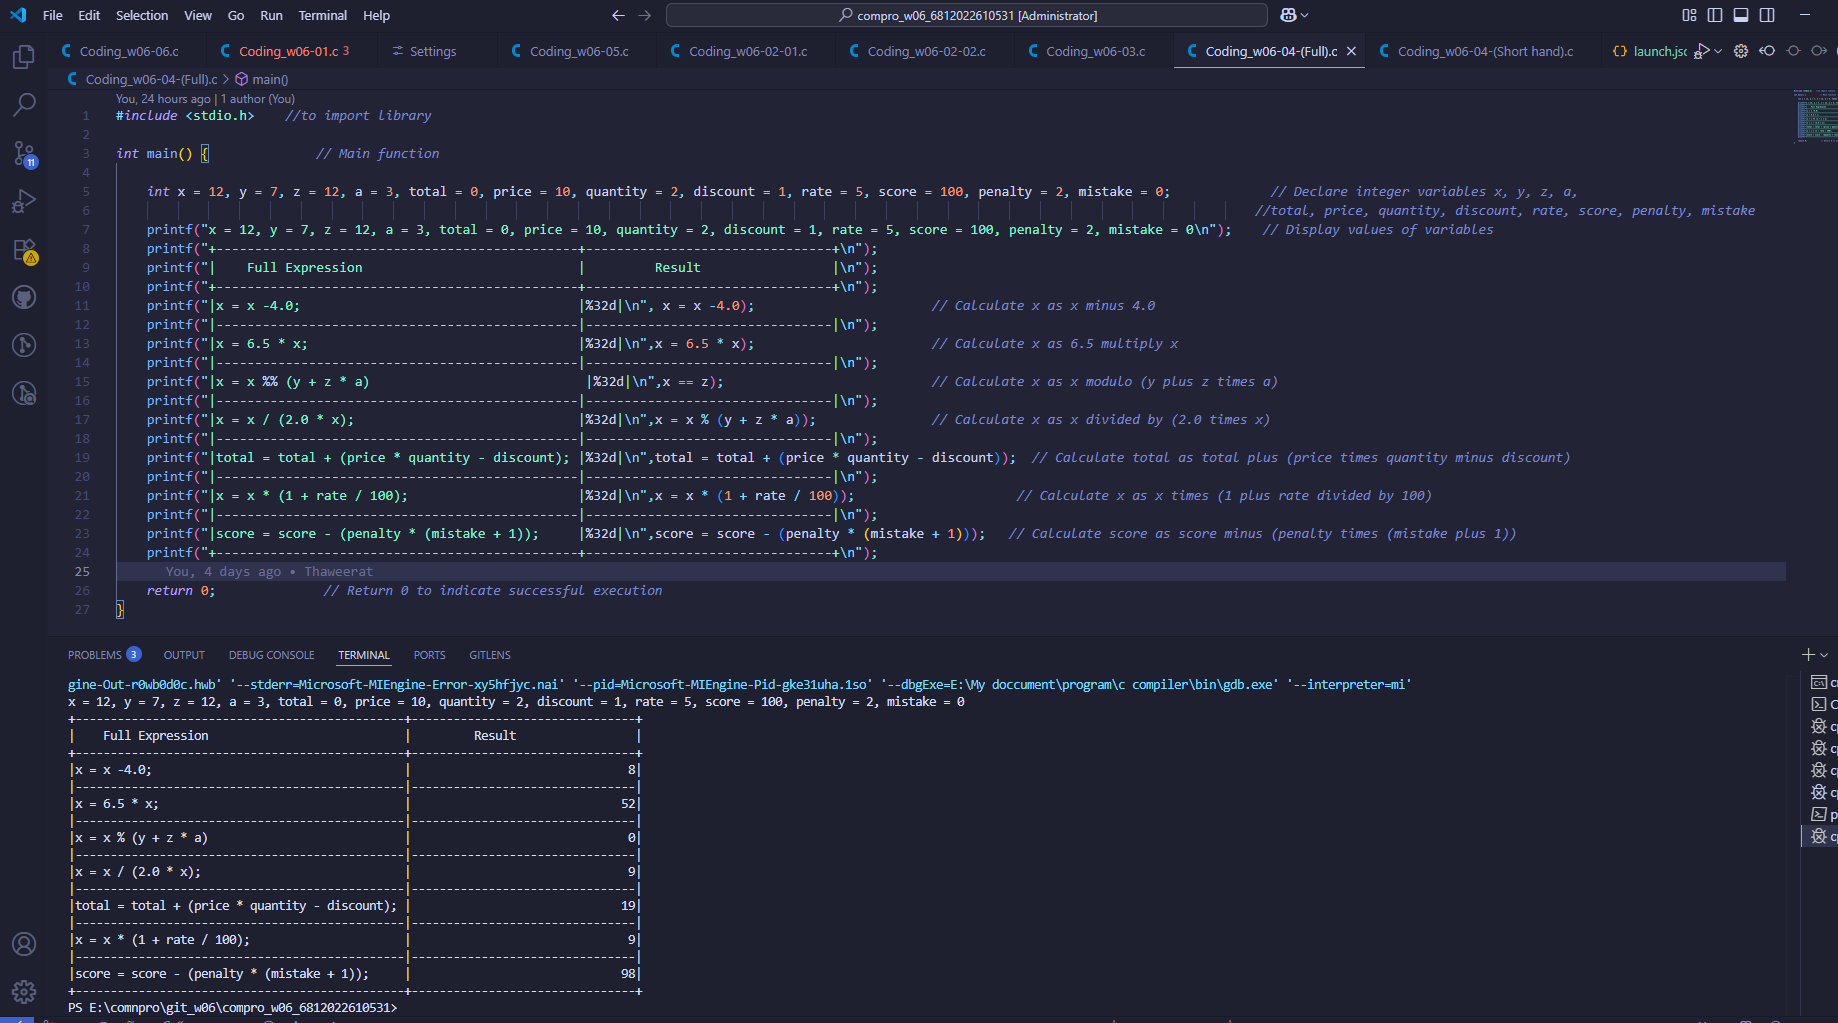 File Edit Selection View Go Run Terminal Help compro_w06_6812022610531 [Administrator]
Coding_w06-06.c Coding_w06-01.c 3 Settings Coding_w06-05.c Coding_w06-02-01.c Coding_w06-02-02.c Coding_w06-03.c Coding_w06-04-(Full).c Coding_w06-04-(Short hand).c launch.jsc
Coding_w06-04-(Full).c > main()
You, 24 hours ago | 1 author (You)
1 #include <stdio.h>    //to import library
2
3 int main() {              // Main function
4
5     int x = 12, y = 7, z = 12, a = 3, total = 0, price = 10, quantity = 2, discount = 1, rate = 5, score = 100, penalty = 2, mistake = 0;             // Declare integer variables x, y, z, a,
6                                                                 //total, price, quantity, discount, rate, score, penalty, mistake
7     printf("x = 12, y = 7, z = 12, a = 3, total = 0, price = 10, quantity = 2, discount = 1, rate = 5, score = 100, penalty = 2, mistake = 0\n");    // Display values of variables
8     printf("+-----------------------------------------------+--------------------------------+\n");
9     printf("|    Full Expression                            |         Result                 |\n");
10     printf("+-----------------------------------------------+--------------------------------+\n");
11     printf("|x = x -4.0;                                    |%32d|\n", x = x -4.0);                       // Calculate x as x minus 4.0
12     printf("|-----------------------------------------------|--------------------------------|\n");
13     printf("|x = 6.5 * x;                                   |%32d|\n",x = 6.5 * x);                       // Calculate x as 6.5 multiply x
14     printf("|-----------------------------------------------|--------------------------------|\n");
15     printf("|x = x %% (y + z * a)                            |%32d|\n",x == z);                           // Calculate x as x modulo (y plus z times a)
16     printf("|-----------------------------------------------|--------------------------------|\n");
17     printf("|x = x / (2.0 * x);                             |%32d|\n",x = x % (y + z * a));               // Calculate x as x divided by (2.0 times x)
18     printf("|-----------------------------------------------|--------------------------------|\n");
19     printf("|total = total + (price * quantity - discount); |%32d|\n",total = total + (price * quantity - discount));  // Calculate total as total plus (price times quantity minus discount)
20     printf("|-----------------------------------------------|--------------------------------|\n");
21     printf("|x = x * (1 + rate / 100);                      |%32d|\n",x = x * (1 + rate / 100));                     // Calculate x as x times (1 plus rate divided by 100)
22     printf("|-----------------------------------------------|--------------------------------|\n");
23     printf("|score = score - (penalty * (mistake + 1));     |%32d|\n",score = score - (penalty * (mistake + 1)));   // Calculate score as score minus (penalty times (mistake plus 1))
24     printf("+-----------------------------------------------+--------------------------------+\n");
25       You, 4 days ago • Thaweerat
26     return 0;              // Return 0 to indicate successful execution
27 }
11
PROBLEMS 3 OUTPUT DEBUG CONSOLE TERMINAL PORTS GITLENS
gine-Out-r0wb0d0c.hwb' '--stderr=Microsoft-MIEngine-Error-xy5hfjyc.nai' '--pid=Microsoft-MIEngine-Pid-gke31uha.1so' '--dbgExe=E:\My doccument\program\c compiler\bin\gdb.exe' '--interpreter=mi'
x = 12, y = 7, z = 12, a = 3, total = 0, price = 10, quantity = 2, discount = 1, rate = 5, score = 100, penalty = 2, mistake = 0
+-----------------------------------------------+--------------------------------+
|    Full Expression                            |         Result                 |
+-----------------------------------------------+--------------------------------+
|x = x -4.0;                                    |                               8|
|-----------------------------------------------|--------------------------------|
|x = 6.5 * x;                                   |                              52|
|-----------------------------------------------|--------------------------------|
|x = x % (y + z * a)                            |                               0|
|-----------------------------------------------|--------------------------------|
|x = x / (2.0 * x);                             |                               9|
|-----------------------------------------------|--------------------------------|
|total = total + (price * quantity - discount); |                              19|
|-----------------------------------------------|--------------------------------|
|x = x * (1 + rate / 100);                      |                               9|
|-----------------------------------------------|--------------------------------|
|score = score - (penalty * (mistake + 1));     |                              98|
+-----------------------------------------------+--------------------------------+
PS E:\comnpro\git_w06\compro_w06_6812022610531>